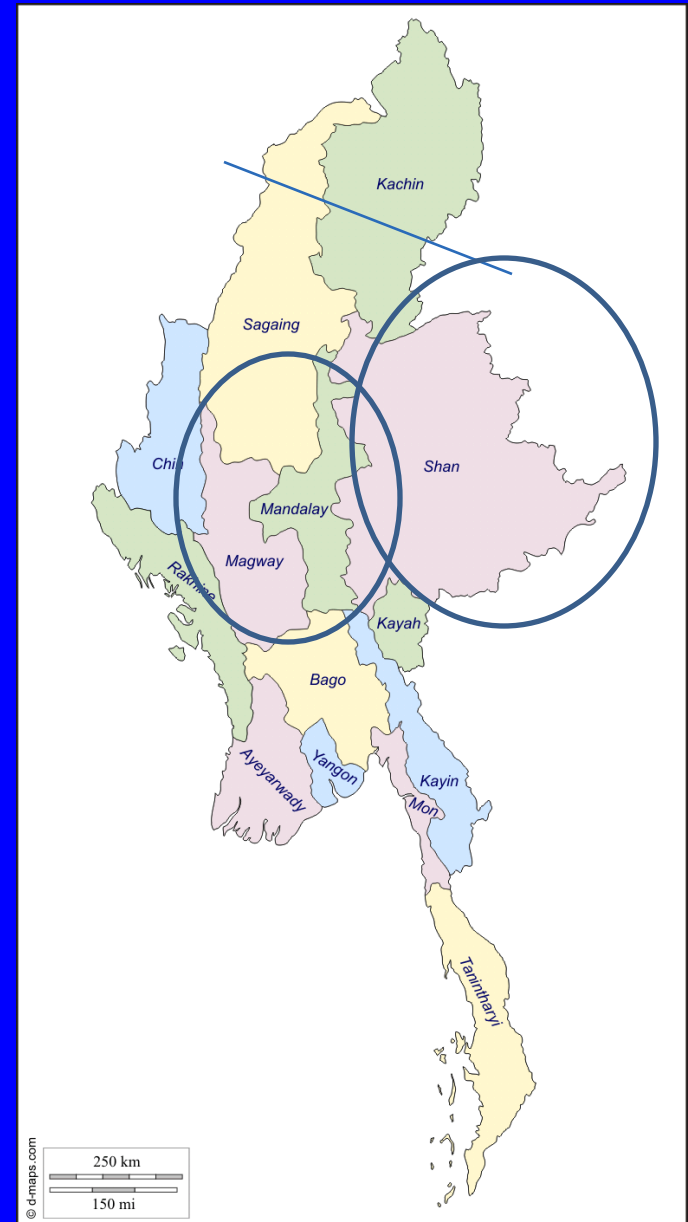 Kachin
Sagaing
Chin
Shan
Mandalay
Magway
Rakhine
Kayah
Bago
Ayeyarwady
Yangon
Kayin
Mon
Tanintharyi
250 km
150 mi
© d-maps.com